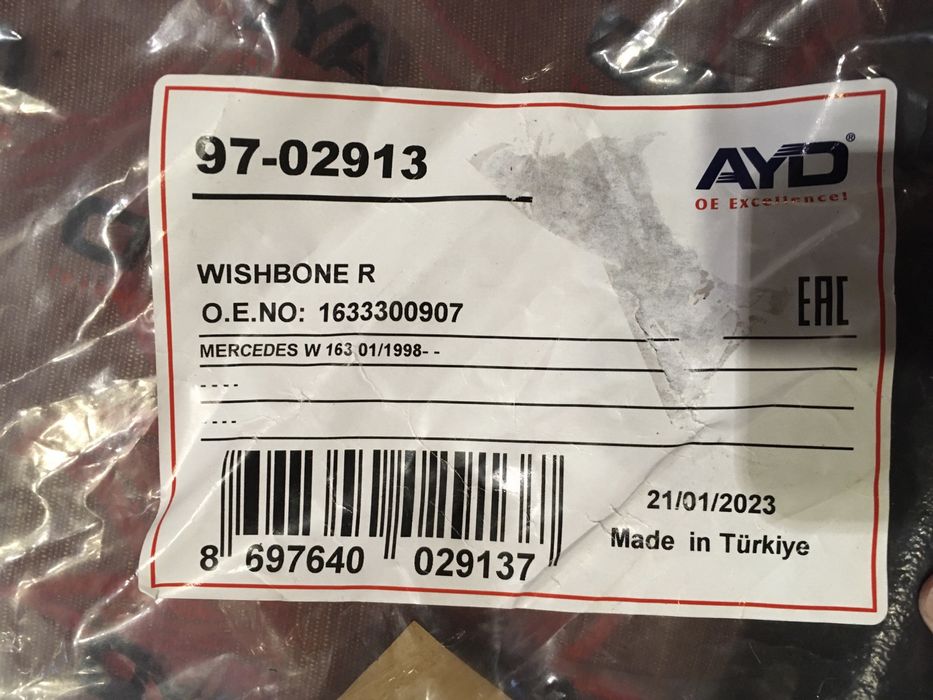 97-02913
AYD®
OE Excellence!
WISHBONE R
O.E.NO: 1633300907
EAC
MERCEDES W 163 01/1998- -
- - - -
- - - -
8 697640 029137
21/01/2023
Made in Türkiye